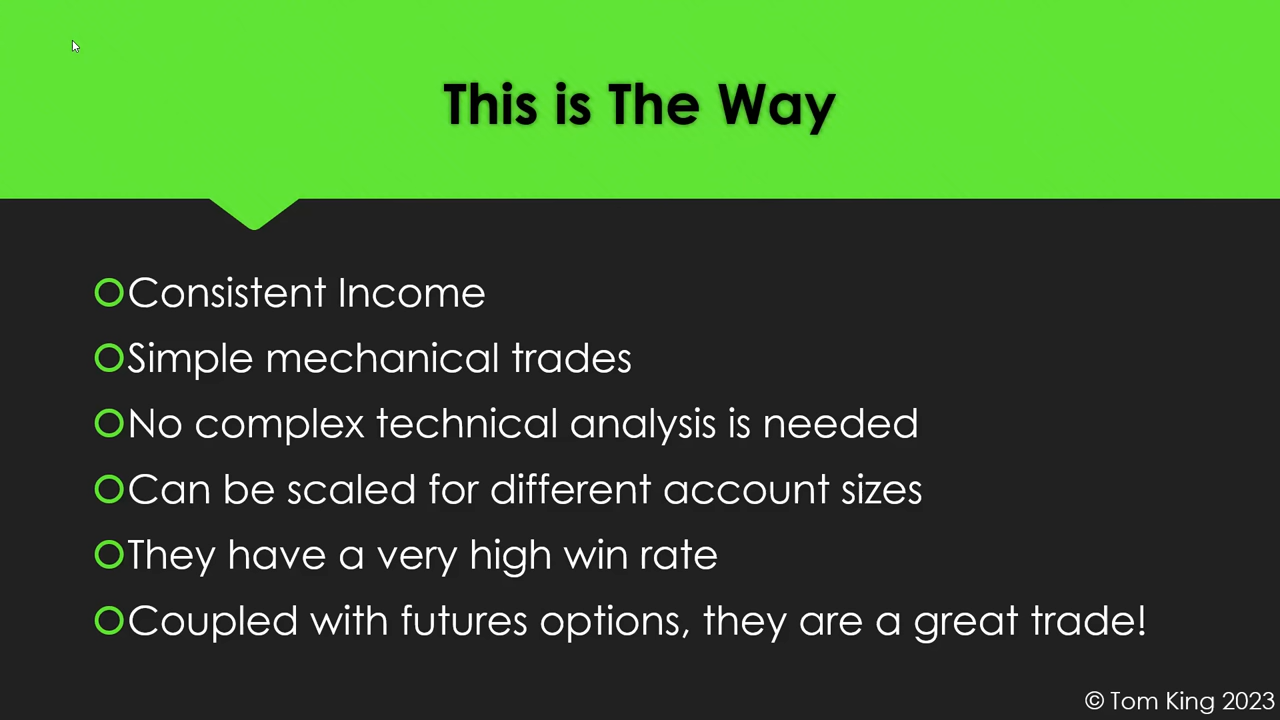 This is The Way
Consistent Income
Simple mechanical trades
No complex technical analysis is needed
Can be scaled for different account sizes
They have a very high win rate
Coupled with futures options, they are a great trade!
© Tom King 2023